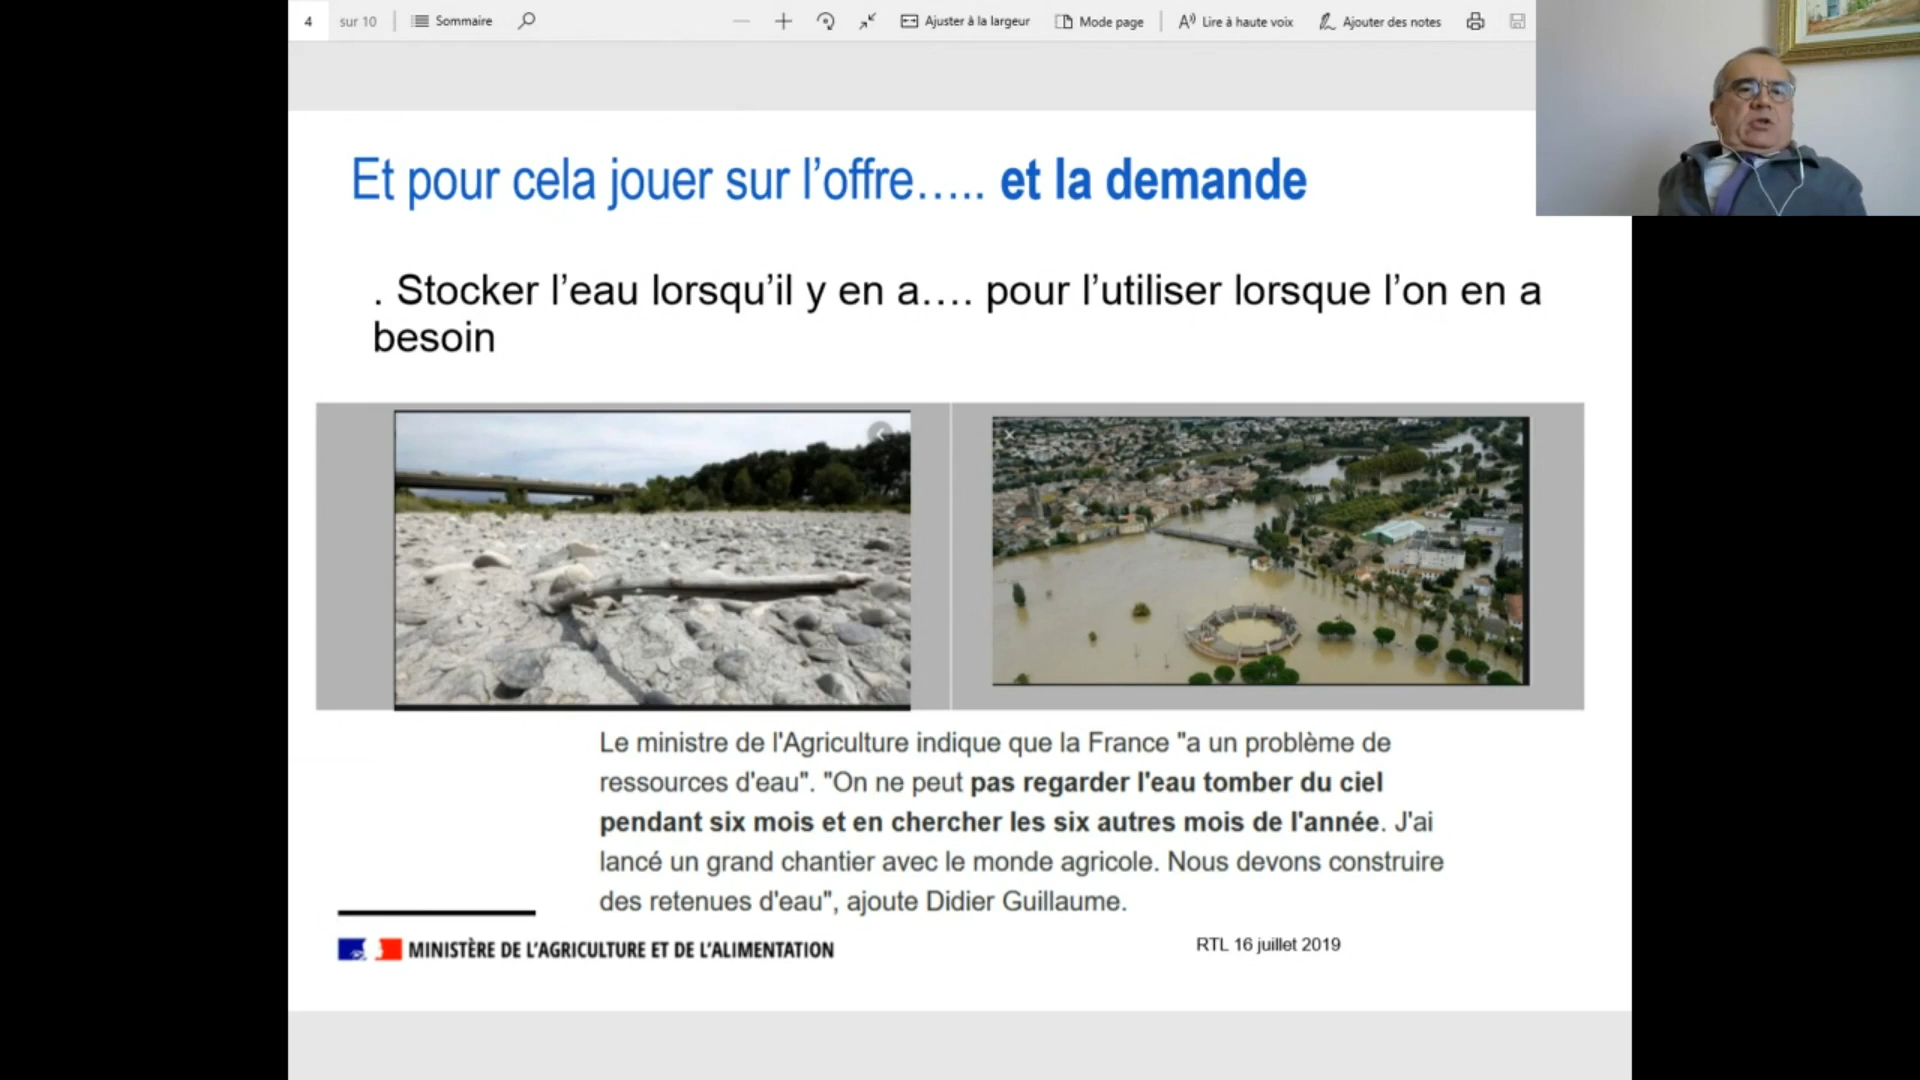 4 sur 10 Sommaire Ajuster à la largeur Mode page Lire à haute voix Ajouter des notes
Et pour cela jouer sur l’offre….. et la demande
. Stocker l’eau lorsqu’il y en a…. pour l’utiliser lorsque l’on en a
besoin
Le ministre de l'Agriculture indique que la France "a un problème de
ressources d'eau". "On ne peut pas regarder l'eau tomber du ciel
pendant six mois et en chercher les six autres mois de l'année. J'ai
lancé un grand chantier avec le monde agricole. Nous devons construire
des retenues d'eau", ajoute Didier Guillaume.
MINISTÈRE DE L’AGRICULTURE ET DE L’ALIMENTATION
RTL 16 juillet 2019